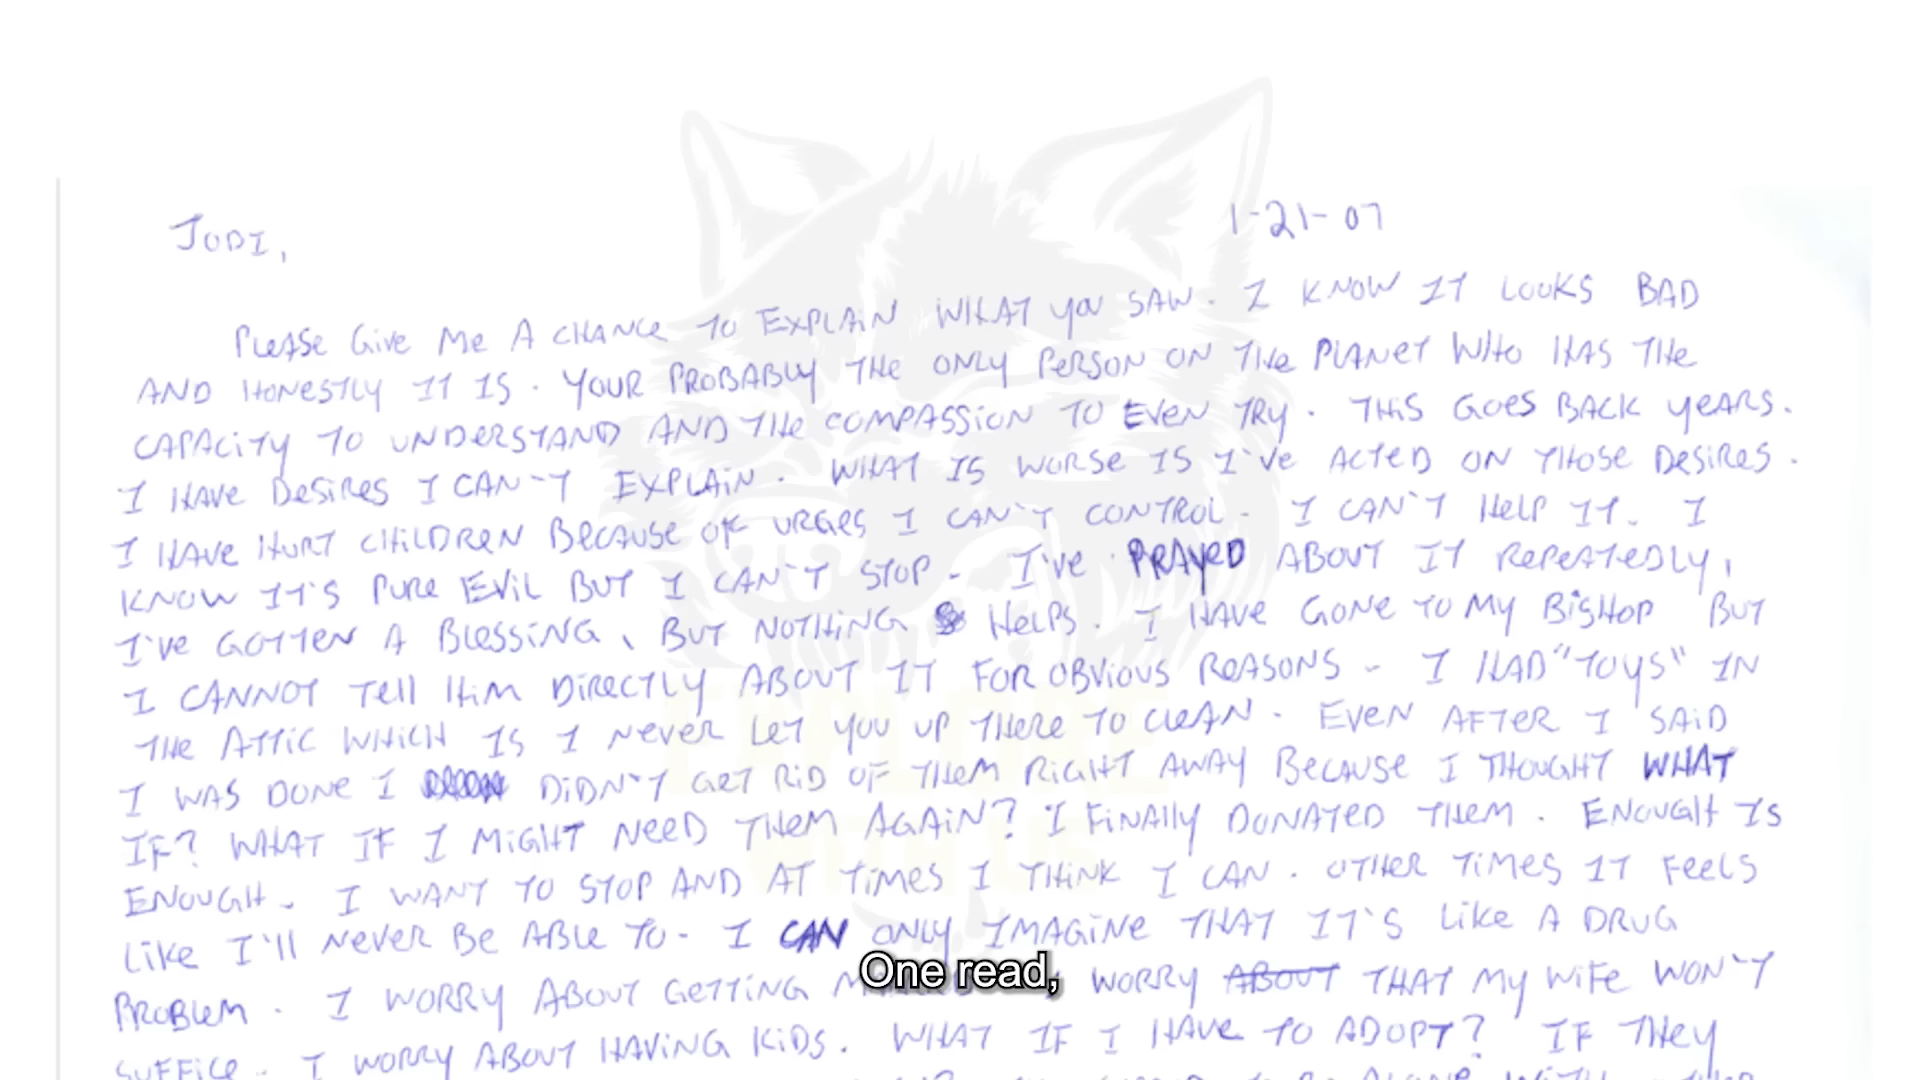 JODI,
1-21-07
PLEASE GIVE ME A CHANCE TO EXPLAIN WHAT YOU SAW. I KNOW IT LOOKS BAD
AND HONESTLY IT IS. YOUR PROBABLY THE ONLY PERSON ON THE PLANET WHO HAS THE
CAPACITY TO UNDERSTAND AND THE COMPASSION TO EVEN TRY. THIS GOES BACK YEARS.
I HAVE DESIRES I CAN'T EXPLAIN. WHAT IS WORSE IS I'VE ACTED ON THOSE DESIRES.
I HAVE HURT CHILDREN BECAUSE OF URGES I CAN'T CONTROL. I CAN'T HELP IT. I
KNOW IT'S PURE EVIL BUT I CAN'T STOP. I'VE PRAYED ABOUT IT REPEATEDLY,
I'VE GOTTEN A BLESSING, BUT NOTHING HELPS. I HAVE GONE TO MY BISHOP BUT
I CANNOT TELL HIM DIRECTLY ABOUT IT FOR OBVIOUS REASONS. I HAD "TOYS" IN
THE ATTIC WHICH IS I NEVER LET YOU UP THERE TO CLEAN. EVEN AFTER I SAID
I WAS DONE I DIDN'T GET RID OF THEM RIGHT AWAY BECAUSE I THOUGHT WHAT
IF? WHAT IF I MIGHT NEED THEM AGAIN? I FINALLY DONATED THEM. ENOUGH IS
ENOUGH. I WANT TO STOP AND AT TIMES I THINK I CAN. OTHER TIMES IT FEELS
LIKE I'LL NEVER BE ABLE TO. I CAN ONLY IMAGINE THAT IT'S LIKE A DRUG
PROBLEM. I WORRY ABOUT GETTING WORRY ABOUT THAT MY WIFE WON'T
One read,
SUFFICE. I WORRY ABOUT HAVING KIDS. WHAT IF I HAVE TO ADOPT? IF THEY